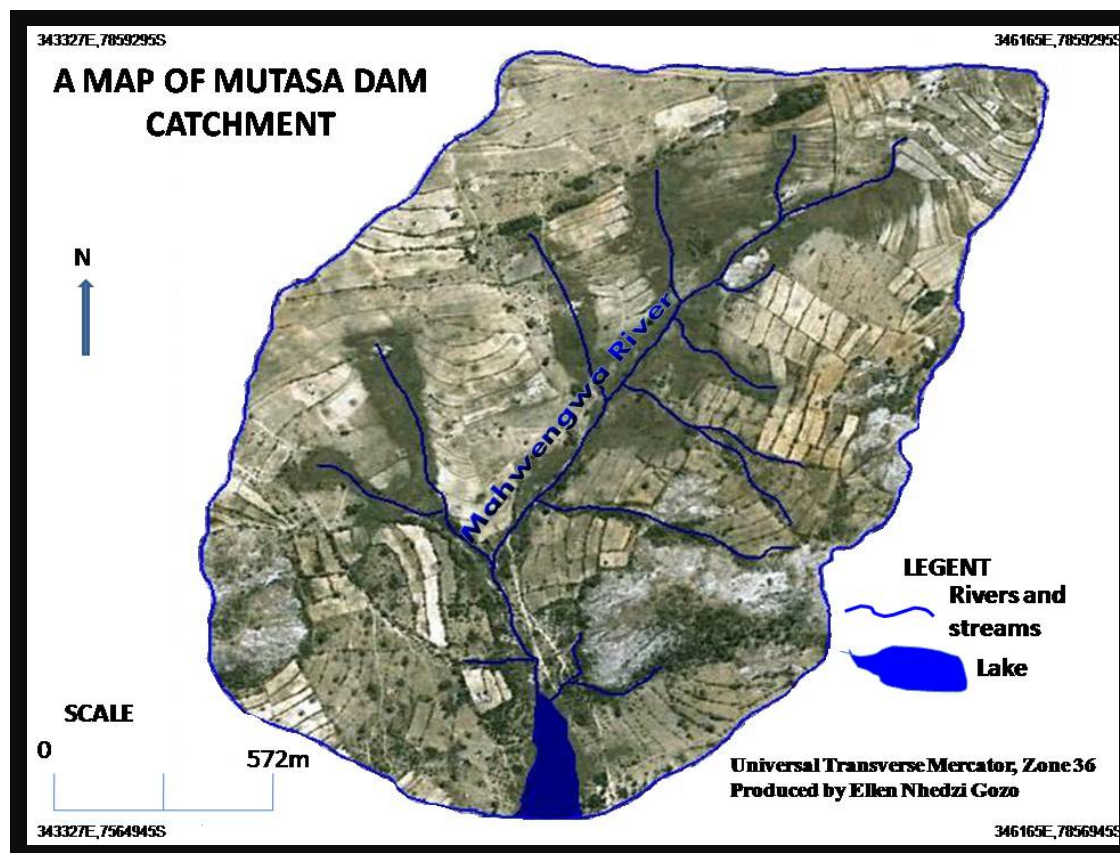 343327E,7859295S
346165E,7859295S
A MAP OF MUTASA DAM
CATCHMENT
N
Mahwengwa River
LEGENT
Rivers and
streams
Lake
SCALE
0
572m
Universal Transverse Mercator, Zone 36
Produced by Ellen Nhedzi Gozo
343327E,7564945S
346165E,7856945S